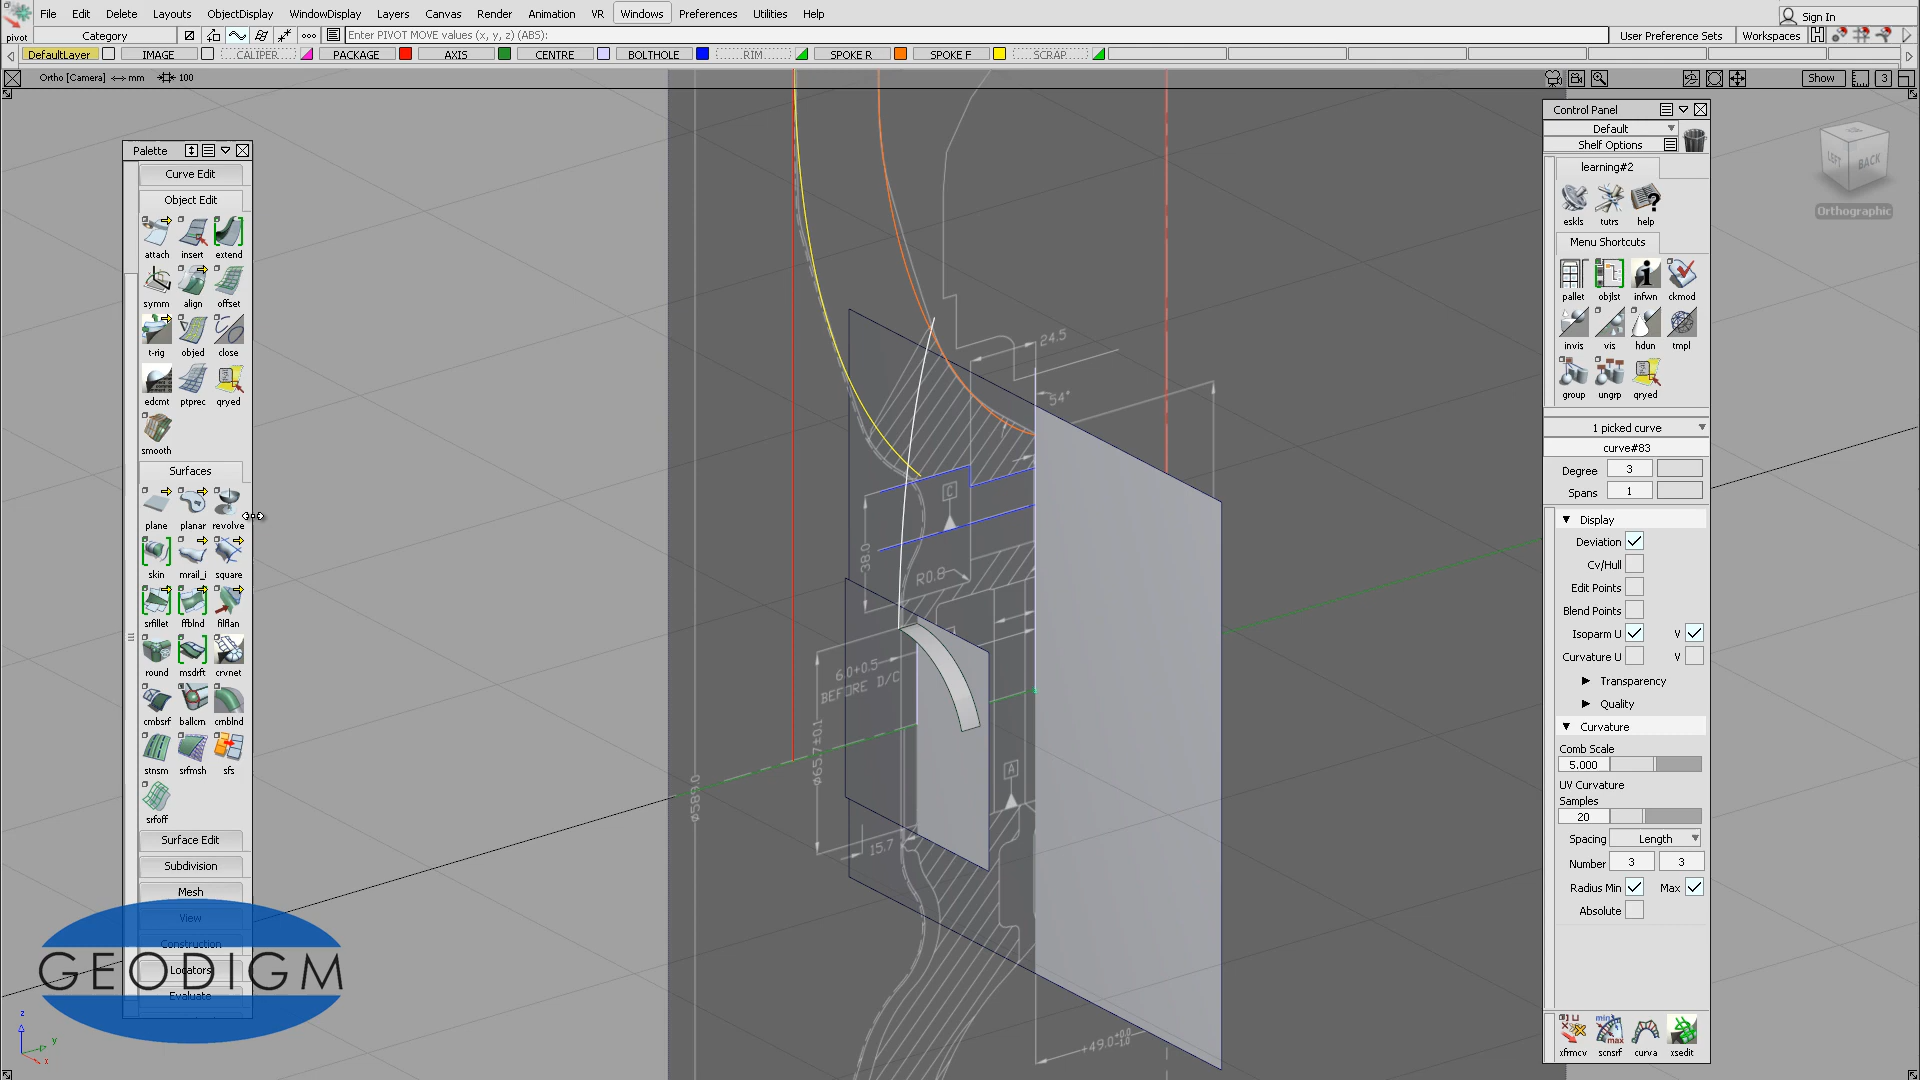 File Edit Delete Layouts ObjectDisplay WindowDisplay Layers Canvas Render Animation VR Windows Preferences Utilities Help
Sign In
pivot Category Enter PIVOT MOVE values (x, y, z) (ABS): User Preference Sets Workspaces
DefaultLayer IMAGE CALIPER PACKAGE AXIS CENTRE BOLTHOLE RIM SPOKE R SPOKE F SCRAP
Ortho [Camera] mm 100 Show 3
Palette
Curve Edit
Object Edit
attach insert extend
symm align offset
t-rig objed close
edcmt ptprec qryed
smooth
Surfaces
plane planar revolve
skin mrail_i square
srfillet ffblnd filflan
round msdrft crvnet
cmbsrf ballcrn crnblnd
stnsm srfmsh sfs
srfoff
Surface Edit
Subdivision
Mesh
View
Construction
Locators
Evaluate
GEODIGM
z
y
x
24.5
54°
C
38.0
R0.8
6.0+0.5
BEFORE D/C
ø65.7±0.1
ø589.0
A
15.7
+49.0
LEFT BACK
Orthographic
Control Panel
Default
Shelf Options
learning#2
eskls tutrs help
Menu Shortcuts
pallet objlst infwn ckmod
invis vis hdun tmpl
group ungrp qryed
1 picked curve
curve#83
Degree 3
Spans 1
Display
Deviation
Cv/Hull
Edit Points
Blend Points
Isoparm U V
Curvature U V
Transparency
Quality
Curvature
Comb Scale
5.000
UV Curvature
Samples
20
Spacing Length
Number 3 3
Radius Min Max
Absolute
xfrmcv scnsrf curva xsedit